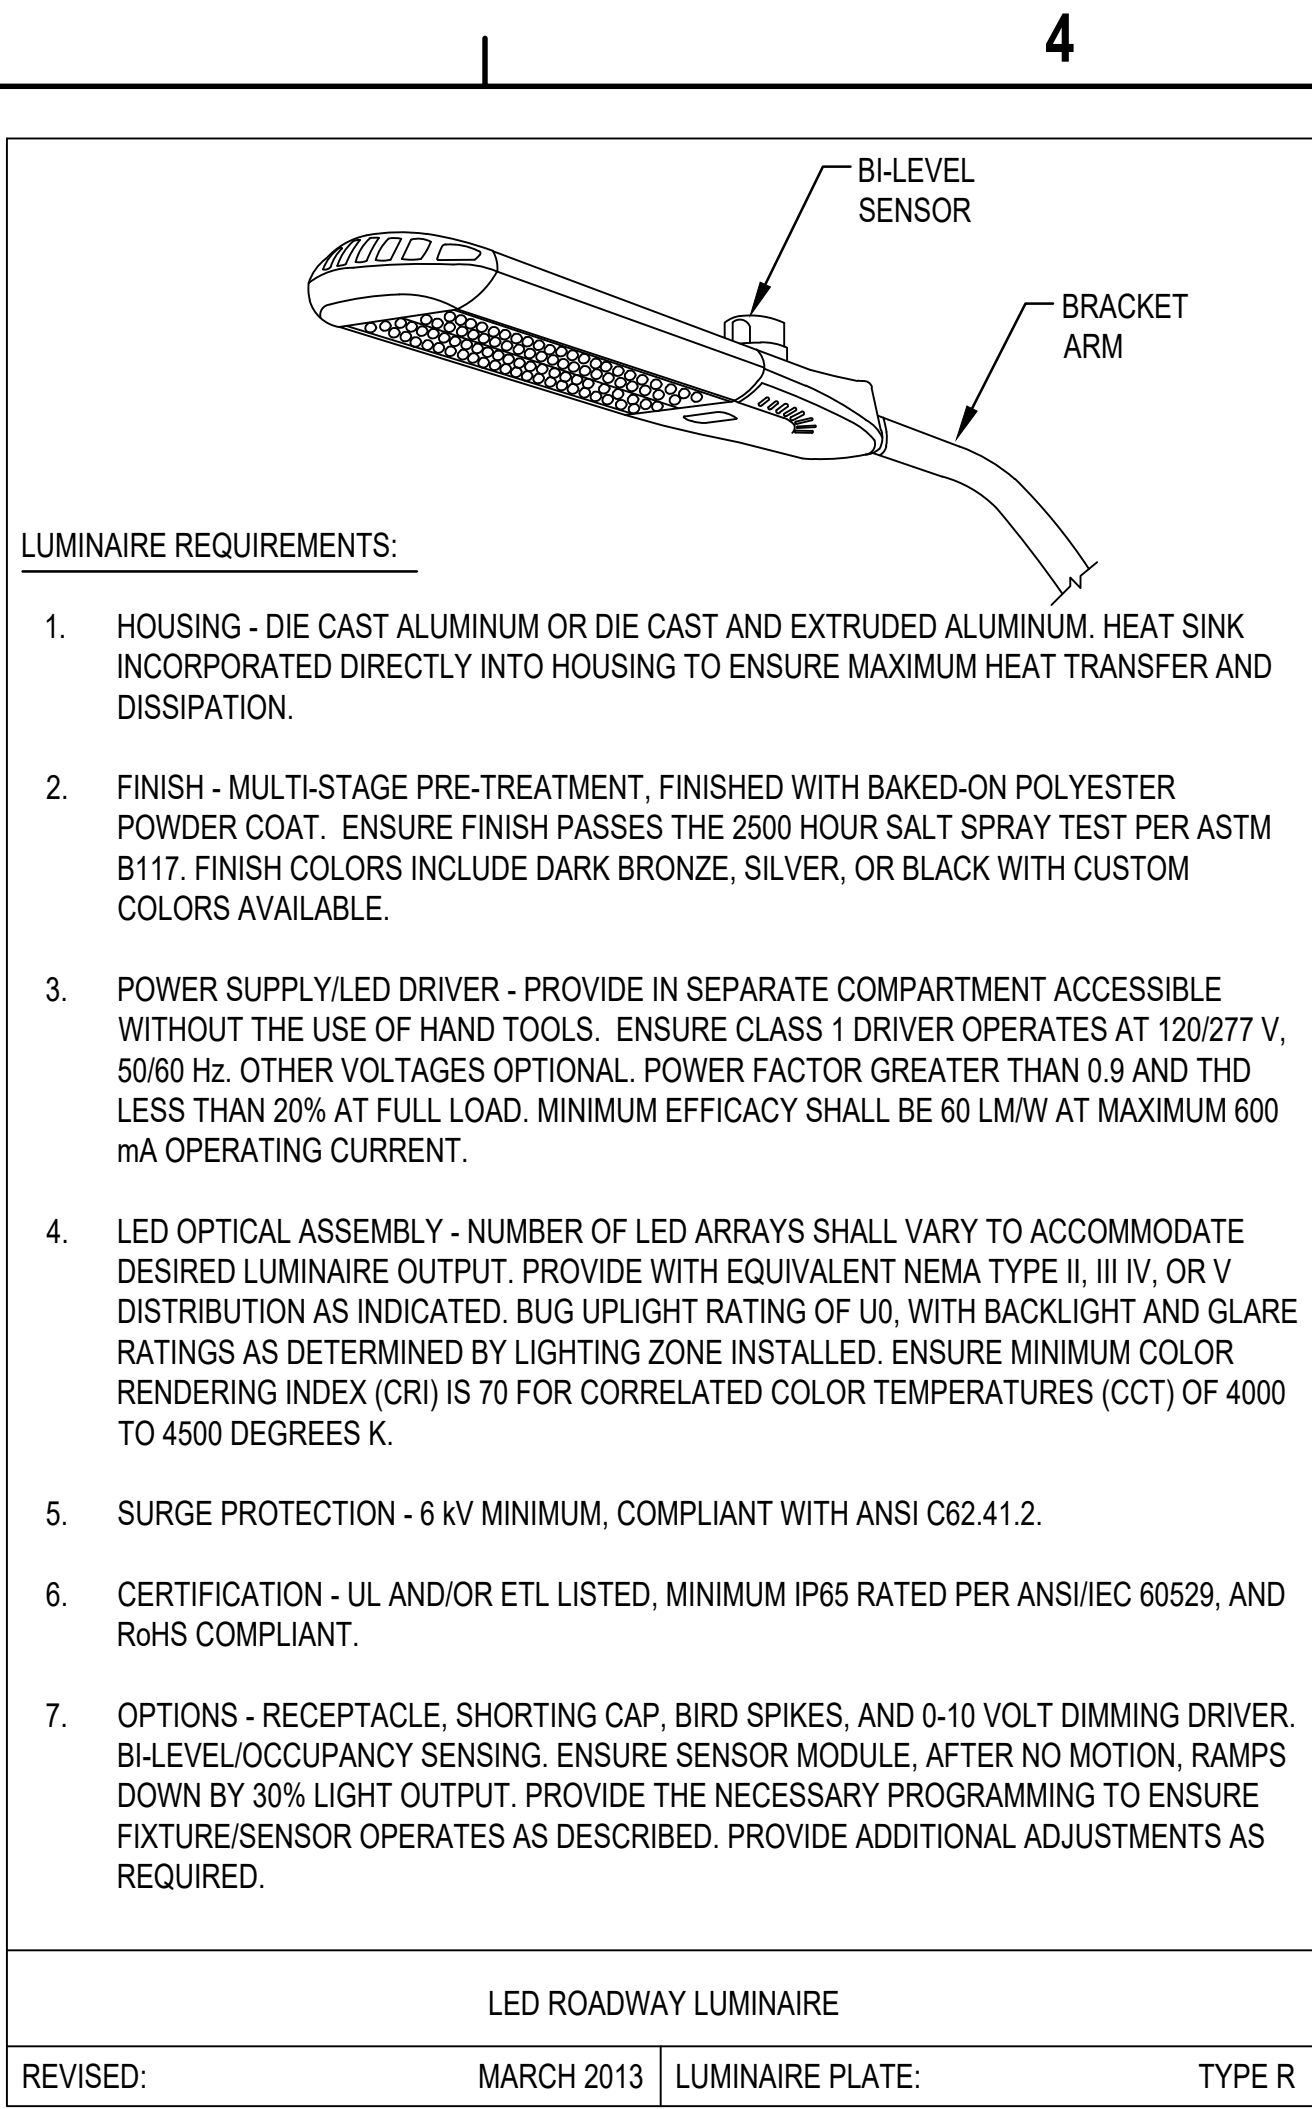 4
BI-LEVEL
SENSOR
BRACKET
ARM
LUMINAIRE REQUIREMENTS:
1. HOUSING - DIE CAST ALUMINUM OR DIE CAST AND EXTRUDED ALUMINUM. HEAT SINK
INCORPORATED DIRECTLY INTO HOUSING TO ENSURE MAXIMUM HEAT TRANSFER AND
DISSIPATION.
2. FINISH - MULTI-STAGE PRE-TREATMENT, FINISHED WITH BAKED-ON POLYESTER
POWDER COAT. ENSURE FINISH PASSES THE 2500 HOUR SALT SPRAY TEST PER ASTM
B117. FINISH COLORS INCLUDE DARK BRONZE, SILVER, OR BLACK WITH CUSTOM
COLORS AVAILABLE.
3. POWER SUPPLY/LED DRIVER - PROVIDE IN SEPARATE COMPARTMENT ACCESSIBLE
WITHOUT THE USE OF HAND TOOLS. ENSURE CLASS 1 DRIVER OPERATES AT 120/277 V,
50/60 Hz. OTHER VOLTAGES OPTIONAL. POWER FACTOR GREATER THAN 0.9 AND THD
LESS THAN 20% AT FULL LOAD. MINIMUM EFFICACY SHALL BE 60 LM/W AT MAXIMUM 600
mA OPERATING CURRENT.
4. LED OPTICAL ASSEMBLY - NUMBER OF LED ARRAYS SHALL VARY TO ACCOMMODATE
DESIRED LUMINAIRE OUTPUT. PROVIDE WITH EQUIVALENT NEMA TYPE II, III IV, OR V
DISTRIBUTION AS INDICATED. BUG UPLIGHT RATING OF U0, WITH BACKLIGHT AND GLARE
RATINGS AS DETERMINED BY LIGHTING ZONE INSTALLED. ENSURE MINIMUM COLOR
RENDERING INDEX (CRI) IS 70 FOR CORRELATED COLOR TEMPERATURES (CCT) OF 4000
TO 4500 DEGREES K.
5. SURGE PROTECTION - 6 kV MINIMUM, COMPLIANT WITH ANSI C62.41.2.
6. CERTIFICATION - UL AND/OR ETL LISTED, MINIMUM IP65 RATED PER ANSI/IEC 60529, AND
RoHS COMPLIANT.
7. OPTIONS - RECEPTACLE, SHORTING CAP, BIRD SPIKES, AND 0-10 VOLT DIMMING DRIVER.
BI-LEVEL/OCCUPANCY SENSING. ENSURE SENSOR MODULE, AFTER NO MOTION, RAMPS
DOWN BY 30% LIGHT OUTPUT. PROVIDE THE NECESSARY PROGRAMMING TO ENSURE
FIXTURE/SENSOR OPERATES AS DESCRIBED. PROVIDE ADDITIONAL ADJUSTMENTS AS
REQUIRED.
LED ROADWAY LUMINAIRE
REVISED: MARCH 2013 LUMINAIRE PLATE: TYPE R